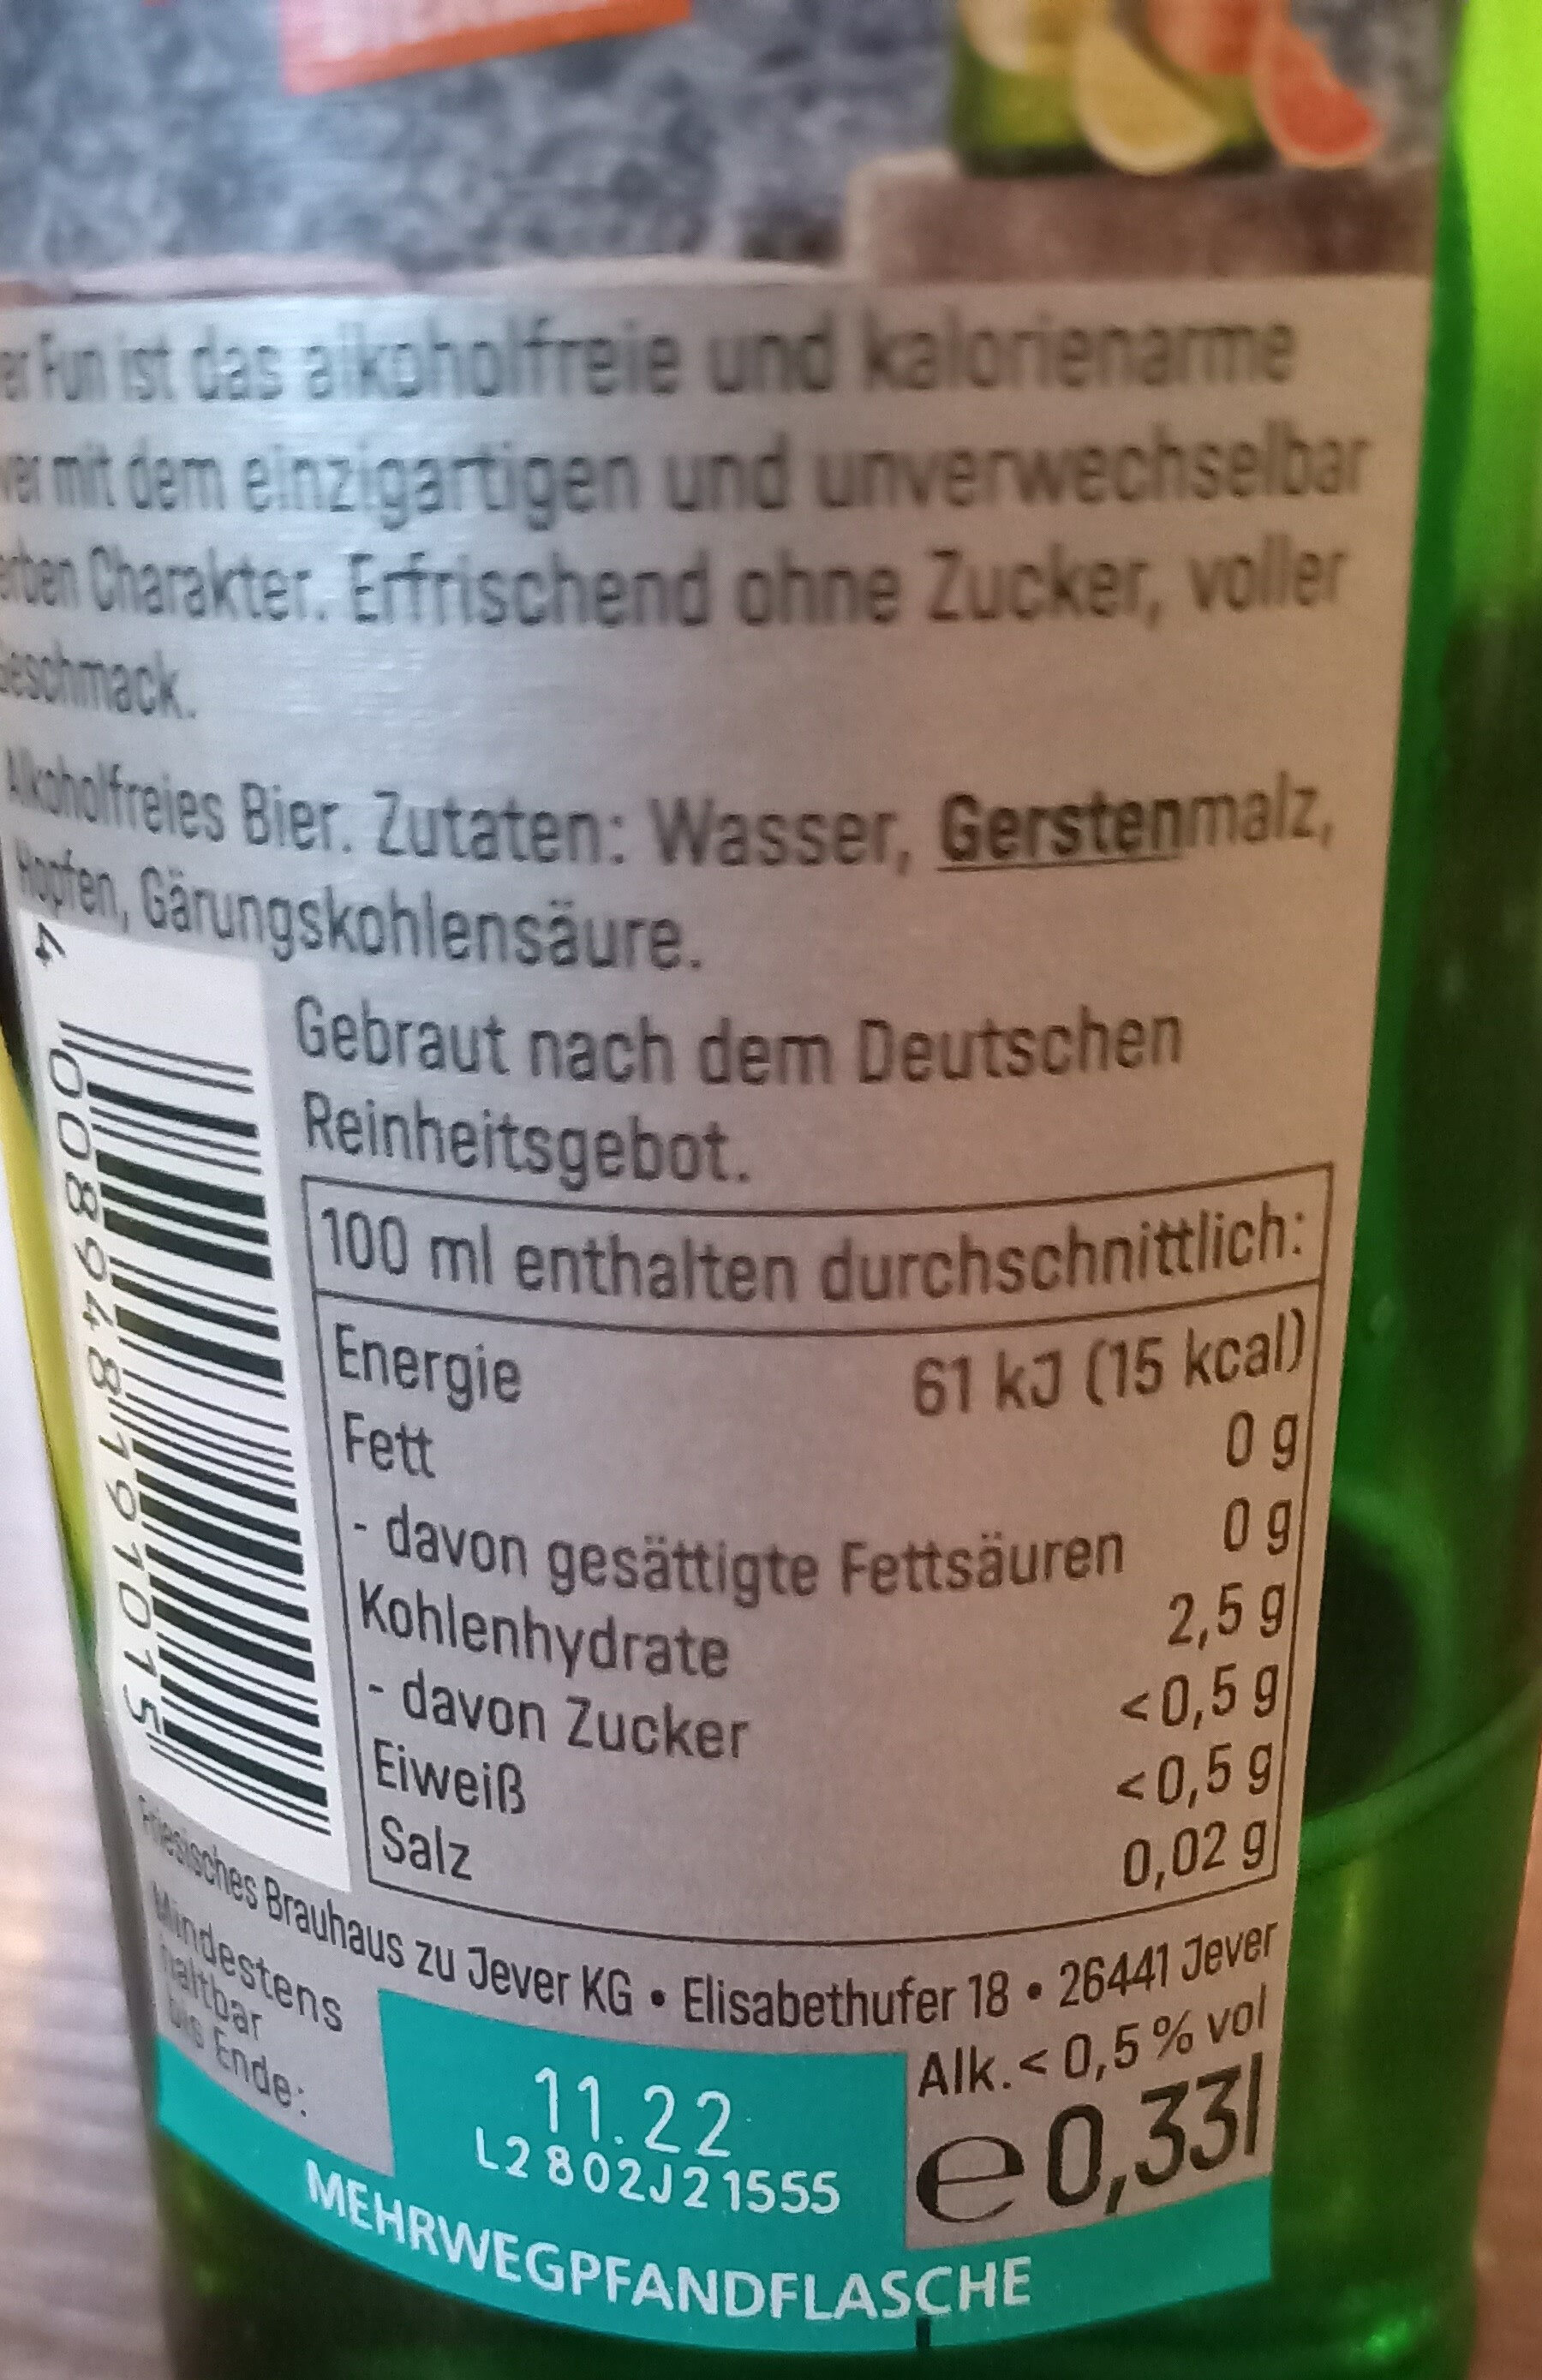 Fun ist das alkoholfreie und kalorienarme
mit dem einzigartigen und unverwechselbar
Charakter. Erfrischend ohne Zucker, voller
Geschmack.
Alkoholfreies Bier. Zutaten: Wasser, Gerstenmalz,
Hopfen, Gärungskohlensäure.
Gebraut nach dem Deutschen
Reinheitsgebot.
100 ml enthalten durchschnittlich:
Energie 61 kJ (15 kcal)
Fett 0 g
- davon gesättigte Fettsäuren 0 g
Kohlenhydrate 2,5 g
- davon Zucker <0,5 g
Eiweiß <0,5 g
Salz 0,02 g
4 008948 191015
Friesisches Brauhaus zu Jever KG • Elisabethufer 18 • 26441 Jever
Mindestens
haltbar
bis Ende:
11.22
L2802J21555
Alk.< 0,5 % vol
e 0,33l
MEHRWEGPFANDFLASCHE